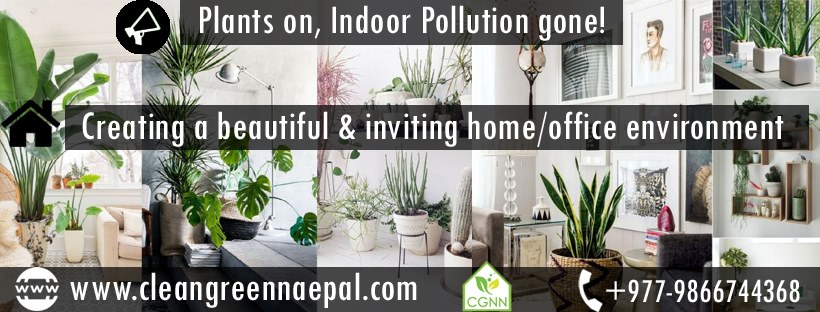 Plants on, Indoor Pollution gone!
Creating a beautiful & inviting home/office environment
www
www.cleangreennaepal.com
CGNN
+977-9866744368